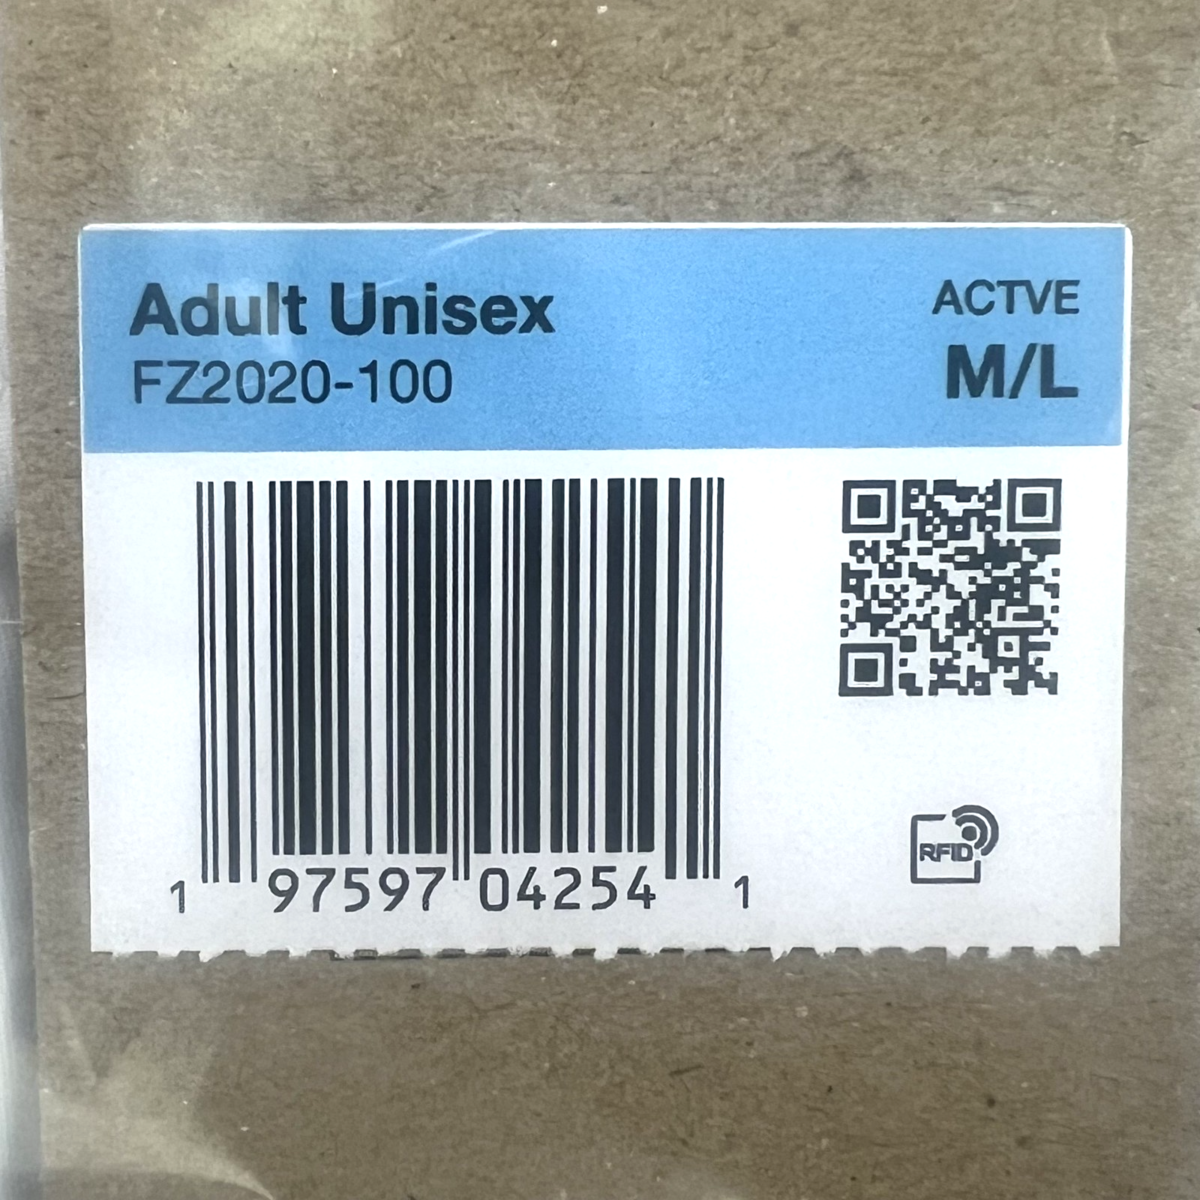 Adult Unisex
FZ2020-100
ACTVE
M/L
1 97597 04254 1
RFID